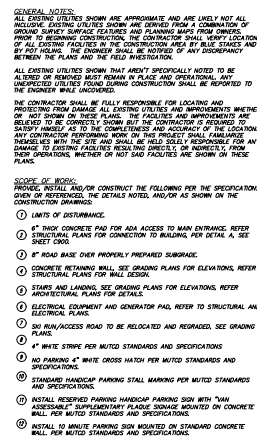 GENERAL NOTES:
ALL EXISTING UTILITIES SHOWN ARE APPROXIMATE AND ARE LIKELY NOT ALL
INCLUSIVE. EXISTING UTILITIES SHOWN ARE DERIVED FROM A COMBINATION OF
GROUND SURVEY SURFACE FEATURES AND PLANNING MAPS FROM OWNERS.
PRIOR TO BEGINNING CONSTRUCTION, THE CONTRACTOR SHALL VERIFY LOCATION
OF ALL EXISTING FACILITIES IN THE CONSTRUCTION AREA BY BLUE STAKES AND
BY POT HOLING. THE ENGINEER SHALL BE NOTIFIED OF ANY DISCREPANCY
BETWEEN THE PLANS AND THE FIELD INVESTIGATION.
ALL EXISTING UTILITIES SHOWN THAT AREN'T SPECIFICALLY NOTED TO BE
ALTERED OR REMOVED MUST REMAIN IN PLACE AND OPERATIONAL. ANY
UNEXPECTED UTILITIES FOUND DURING CONSTRUCTION SHALL BE REPORTED TO
THE ENGINEER WHILE UNCOVERED.
THE CONTRACTOR SHALL BE FULLY RESPONSIBLE FOR LOCATING AND
PROTECTING FROM DAMAGE ALL EXISTING UTILITIES AND IMPROVEMENTS WHETHER
OR NOT SHOWN ON THESE PLANS. THE FACILITIES AND IMPROVEMENTS ARE
BELIEVED TO BE CORRECTLY SHOWN BUT THE CONTRACTOR IS REQUIRED TO
SATISFY HIMSELF AS TO THE COMPLETENESS AND ACCURACY OF THE LOCATION.
ANY CONTRACTOR PERFORMING WORK ON THIS PROJECT SHALL FAMILIARIZE
THEMSELVES WITH THE SITE AND SHALL BE HELD SOLELY RESPONSIBLE FOR AN
DAMAGE TO EXISTING FACILITIES RESULTING DIRECTLY, OR INDIRECTLY, FROM
THEIR OPERATIONS, WHETHER OR NOT SAID FACILITIES ARE SHOWN ON THESE
PLANS.
SCOPE OF WORK:
PROVIDE, INSTALL AND/OR CONSTRUCT THE FOLLOWING PER THE SPECIFICATION.
GIVEN OR REFERENCED, THE DETAILS NOTED, AND/OR AS SHOWN ON THE
CONSTRUCTION DRAWINGS:
1 LIMITS OF DISTURBANCE.
2 6" THICK CONCRETE PAD FOR ADA ACCESS TO MAIN ENTRANCE. REFER
STRUCTURAL PLANS FOR CONNECTION TO BUILDING, PER DETAIL A, SEE
SHEET C900.
3 8" ROAD BASE OVER PROPERLY PREPARED SUBGRADE.
4 CONCRETE RETAINING WALL, SEE GRADING PLANS FOR ELEVATIONS, REFER
STRUCTURAL PLANS FOR WALL DESIGN.
5 STAIRS AND LANDING, SEE GRADING PLANS FOR ELEVATIONS, REFER
ARCHITECTURAL PLANS FOR DETAILS.
6 ELECTRICAL EQUIPMENT AND GENERATOR PAD, REFER TO STRUCTURAL AN
ELECTRICAL PLANS.
7 SKI RUN/ACCESS ROAD TO BE RELOCATED AND REGRADED, SEE GRADING
PLANS.
8 4" WHITE STRIPE PER MUTCD STANDARDS AND SPECIFICATIONS
9 NO PARKING 4" WHITE CROSS HATCH PER MUTCD STANDARDS AND
SPECIFICATIONS.
10 STANDARD HANDICAP PARKING STALL MARKING PER MUTCD STANDARDS
AND SPECIFICATIONS.
11 INSTALL RESERVED PARKING HANDICAP PARKING SIGN WITH "VAN
ASSESSABLE" SUPPLEMENTARY PLAQUE SIGNAGE MOUNTED ON CONCRETE
WALL PER MUTCD STANDARDS AND SPECIFICATIONS.
12 INSTALL 10 MINUTE PARKING SIGN MOUNTED ON STANDARD CONCRETE
WALL PER MUTCD STANDARDS AND SPECIFICATIONS.